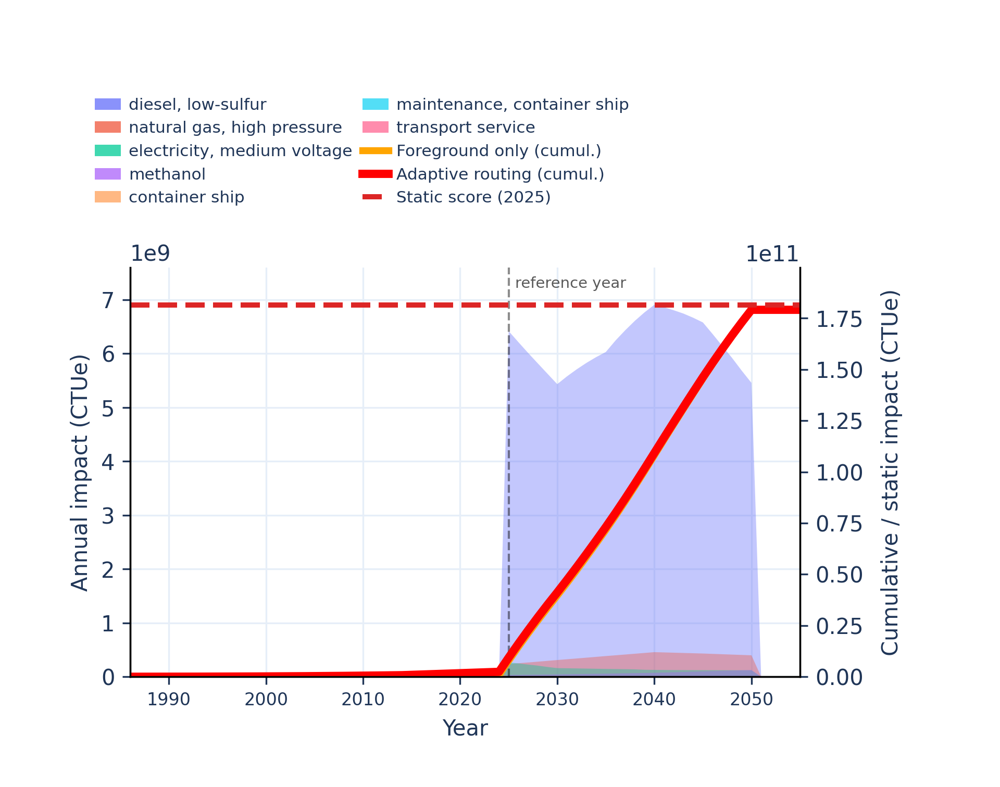 diesel, low-sulfur
natural gas, high pressure
electricity, medium voltage
methanol
container ship
maintenance, container ship
transport service
Foreground only (cumul.)
Adaptive routing (cumul.)
Static score (2025)
1e9
1e11
reference year
7
6
5
4
3
2
1
0
Annual impact (CTUe)
1.75
1.50
1.25
1.00
0.75
0.50
0.25
0.00
Cumulative / static impact (CTUe)
1990 2000 2010 2020 2030 2040 2050
Year